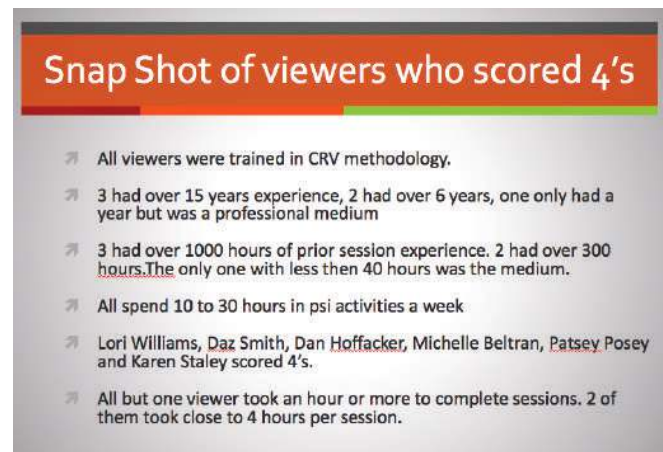 Snap Shot of viewers who scored 4's
All viewers were trained in CRV methodology.
3 had over 15 years experience, 2 had over 6 years, one only had a
year but was a professional medium
3 had over 1000 hours of prior session experience. 2 had over 300
hours.The only one with less then 40 hours was the medium.
All spend 10 to 30 hours in psi activities a week
Lori Williams, Daz Smith, Dan Hoffacker, Michelle Beltran, Patsey Posey
and Karen Staley scored 4's.
All but one viewer took an hour or more to complete sessions. 2 of
them took close to 4 hours per session.